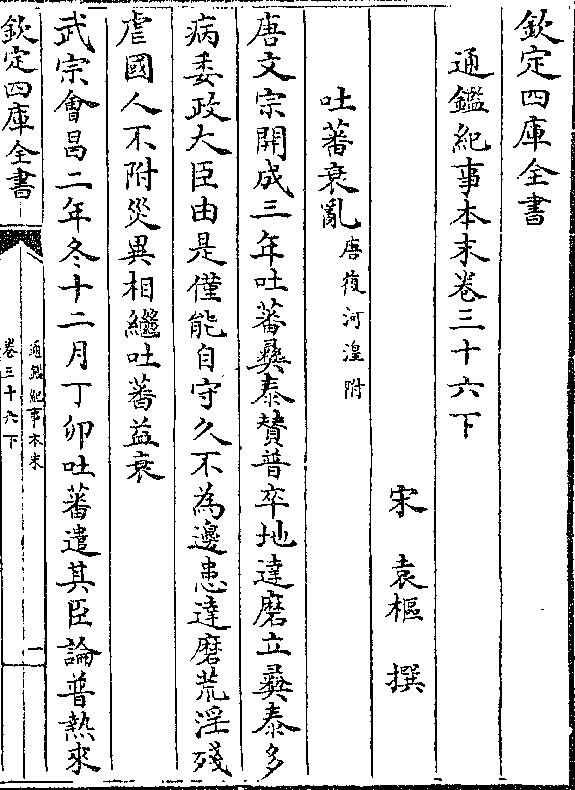 欽定四庫全書
通鑑紀事本末卷三十六下
宋　袁樞　撰
吐蕃衰亂唐復河湟附
唐文宗開成三年吐蕃彞泰贊普卒地達磨立彞泰多
病委政大臣由是僅能自守久不為邊患達磨荒淫殘
虐國人不附災異相繼吐蕃益衰
武宗會昌二年冬十二月丁卯吐蕃遣其臣論普熱來
欽定四庫全書
通鑑紀事本末
卷三十六下
一